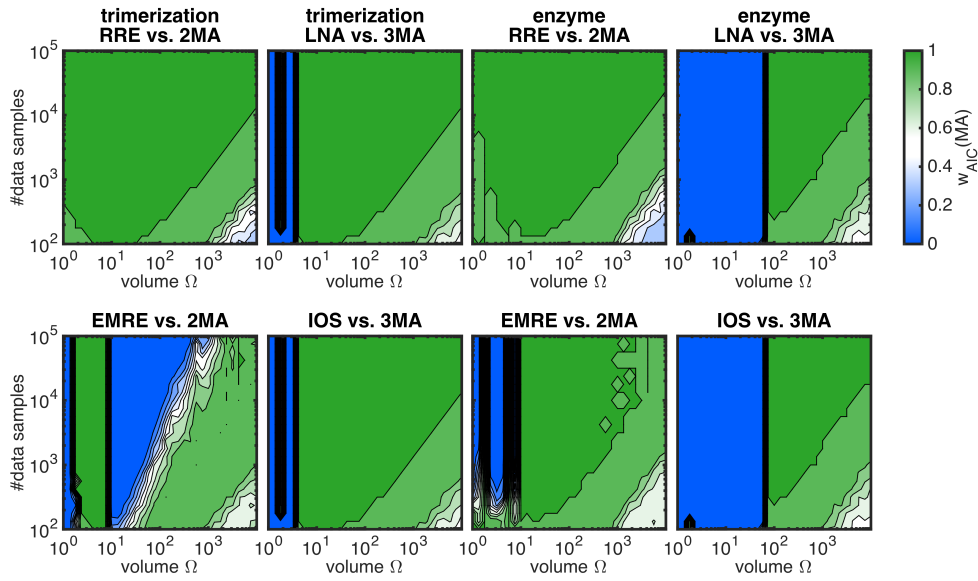 trimerization
RRE vs. 2MA
trimerization
LNA vs. 3MA
enzyme
RRE vs. 2MA
enzyme
LNA vs. 3MA
#data samples
10^5
10^4
10^3
10^2
10^0 10^1 10^2 10^3
10^0 10^1 10^2 10^3
10^0 10^1 10^2 10^3
10^0 10^1 10^2 10^3
volume Ω
volume Ω
volume Ω
volume Ω
1
0.8
0.6
0.4
0.2
0
w_AIC(MA)
EMRE vs. 2MA
IOS vs. 3MA
EMRE vs. 2MA
IOS vs. 3MA
#data samples
10^5
10^4
10^3
10^2
10^0 10^1 10^2 10^3
10^0 10^1 10^2 10^3
10^0 10^1 10^2 10^3
10^0 10^1 10^2 10^3
volume Ω
volume Ω
volume Ω
volume Ω